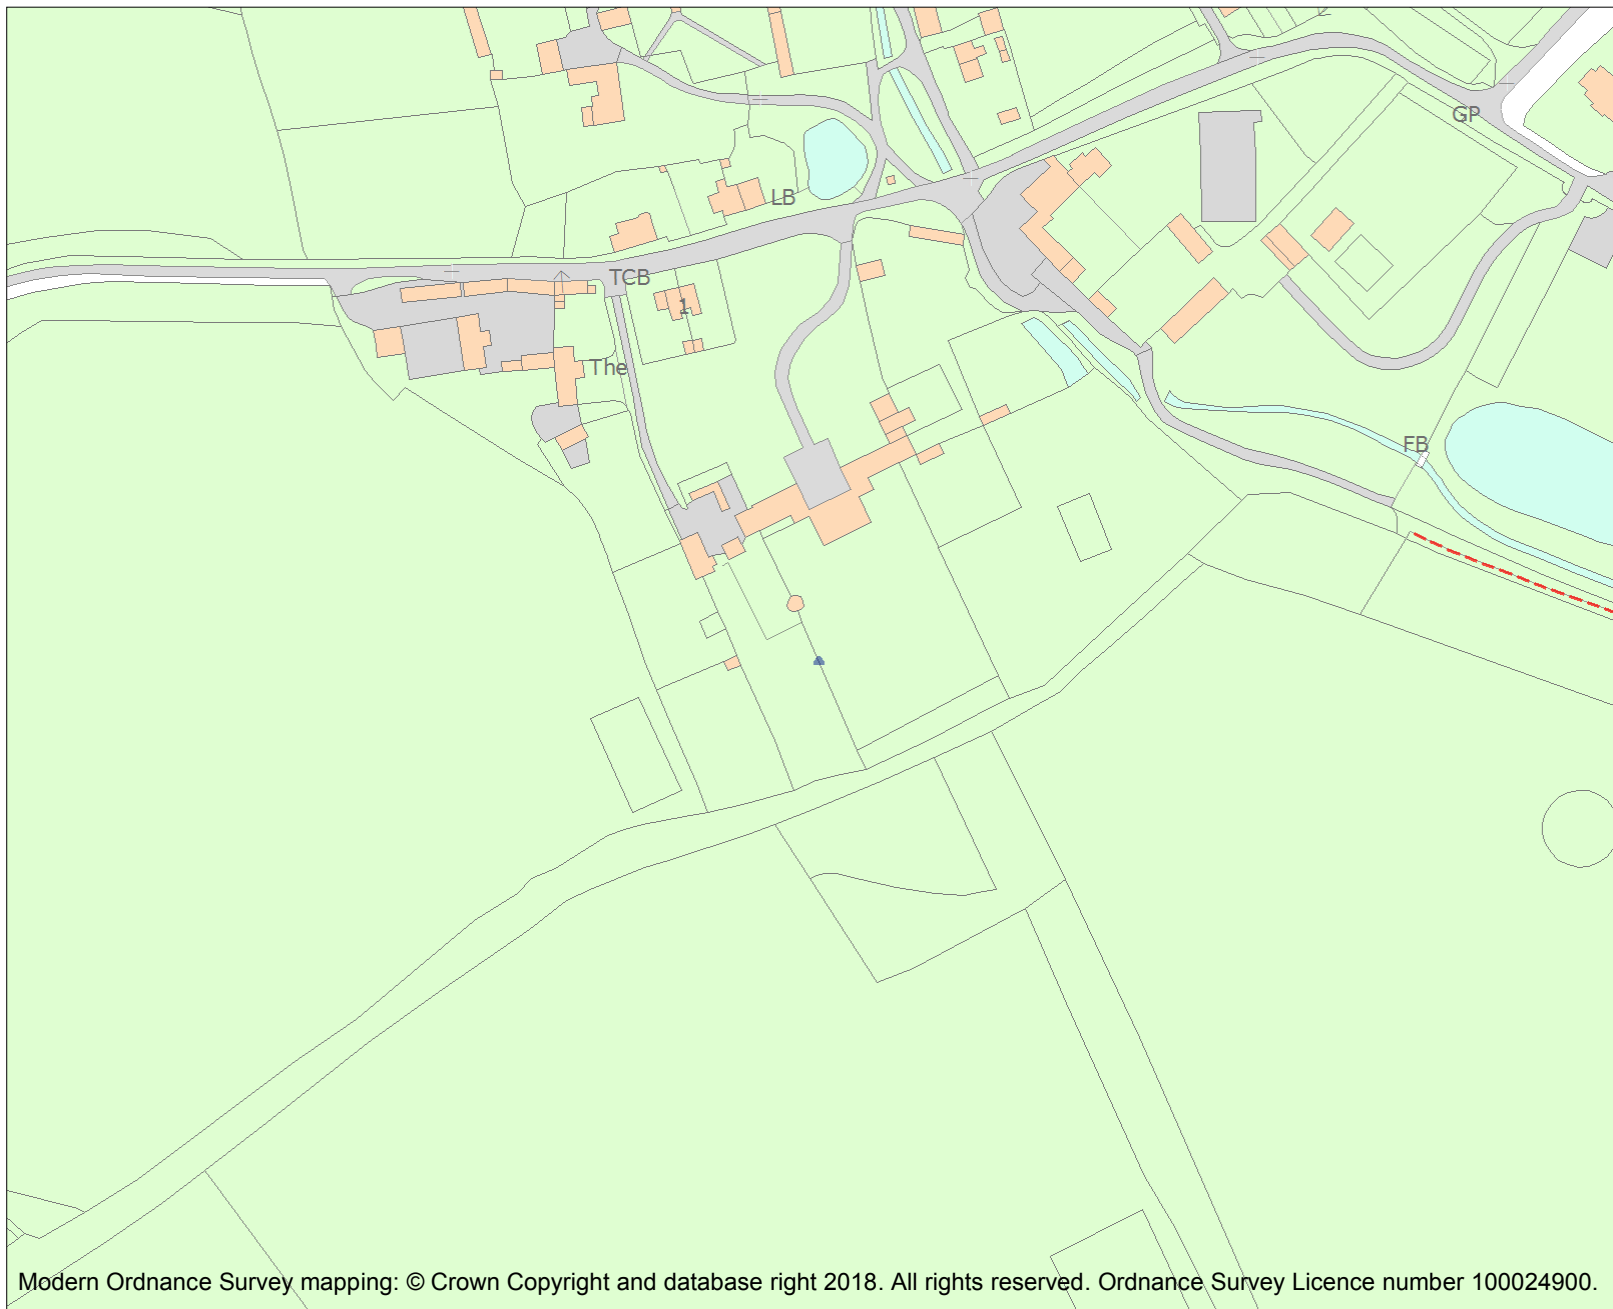 GP
LB
TCB
1
The
FB
Modern Ordnance Survey mapping: © Crown Copyright and database right 2018. All rights reserved. Ordnance Survey Licence number 100024900.